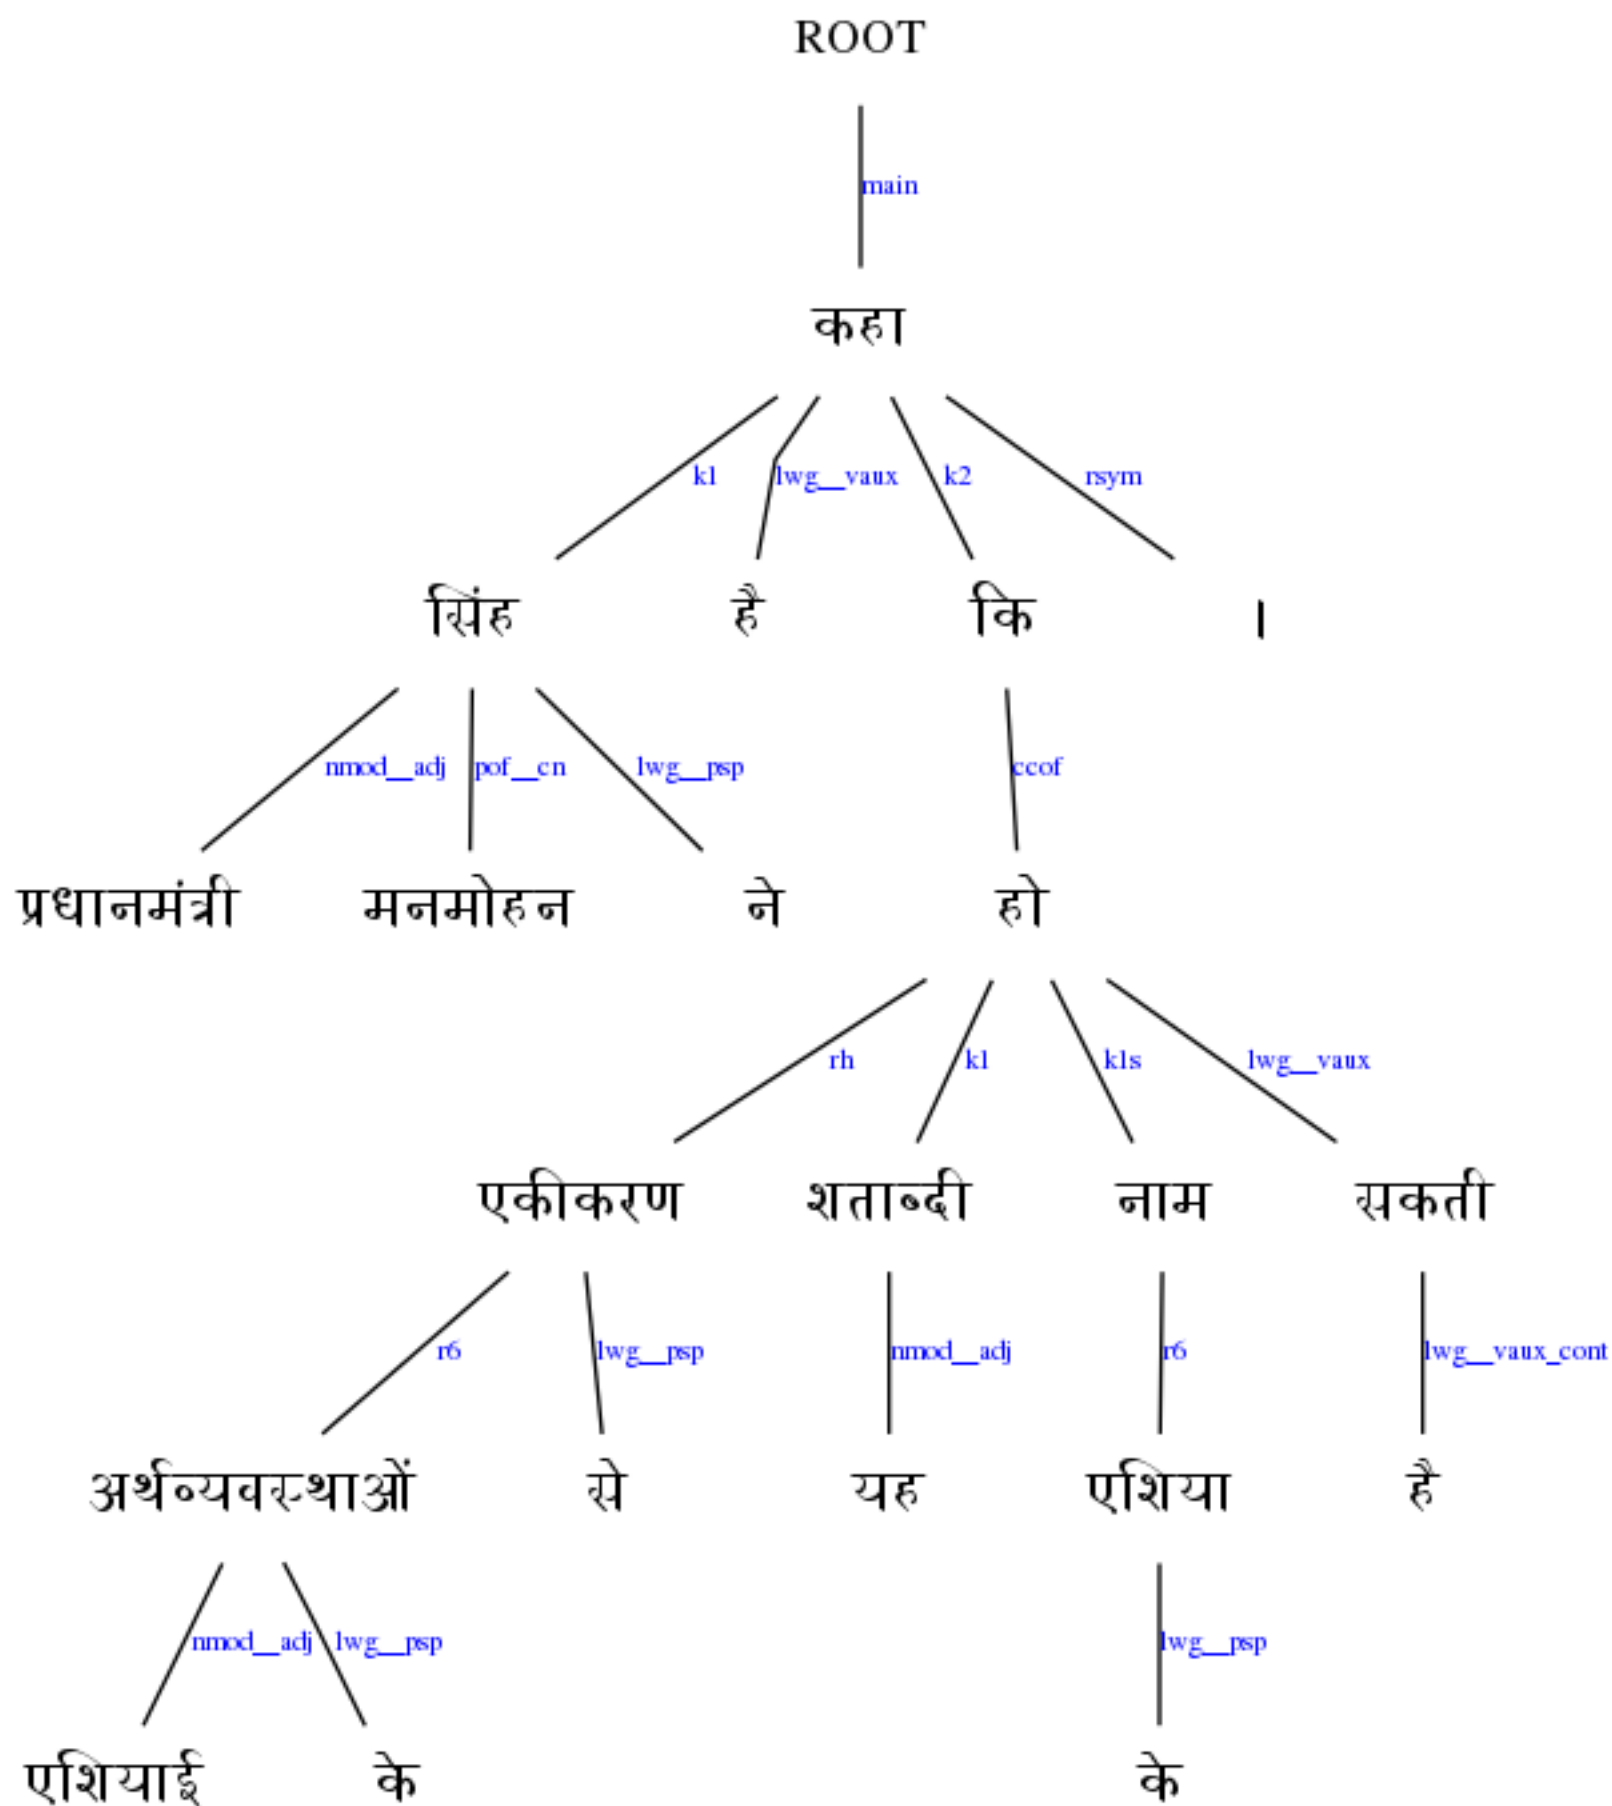 ROOT
main
कहा
k1 lwg__vaux k2 rsym
सिंह है कि ।
nmod__adj pof__cn lwg__psp ccof
प्रधानमंत्री मनमोहन ने हो
rh k1 k1s lwg__vaux
एकीकरण शताब्दी नाम सकती
r6 lwg__psp nmod__adj r6 lwg__vaux_cont
अर्थव्यवस्थाओं से यह एशिया है
nmod__adj lwg__psp lwg__psp
एशियाई के के